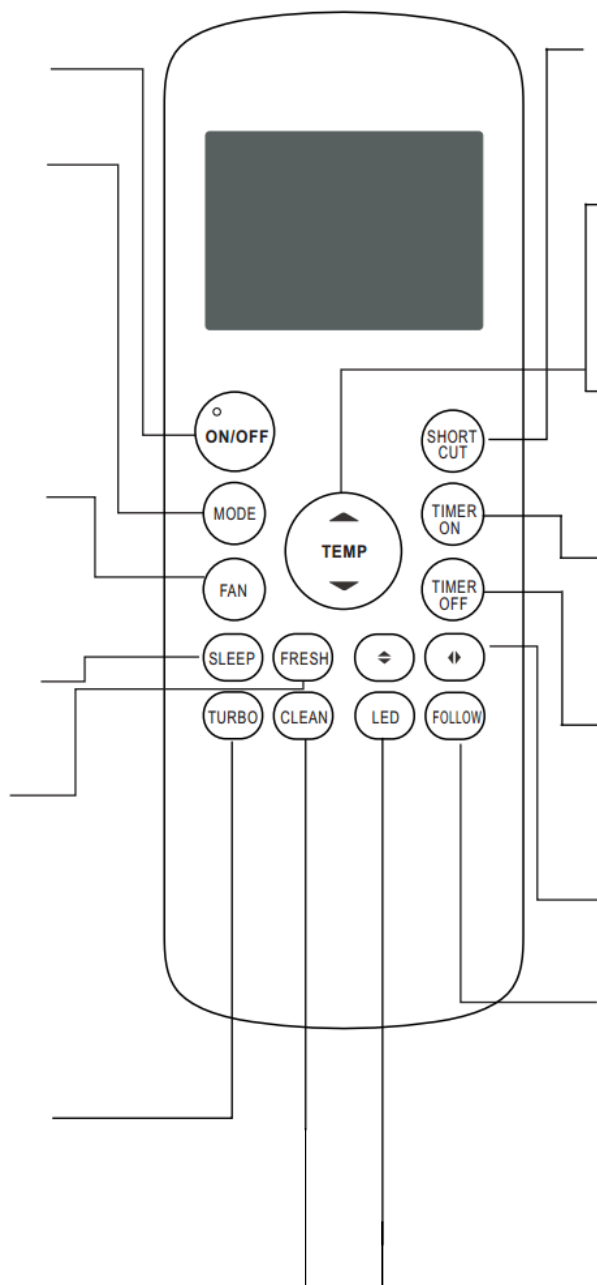 ON/OFF
SHORT
CUT
MODE
TEMP
TIMER
ON
FAN
TIMER
OFF
SLEEP
FRESH
TURBO
CLEAN
LED
FOLLOW